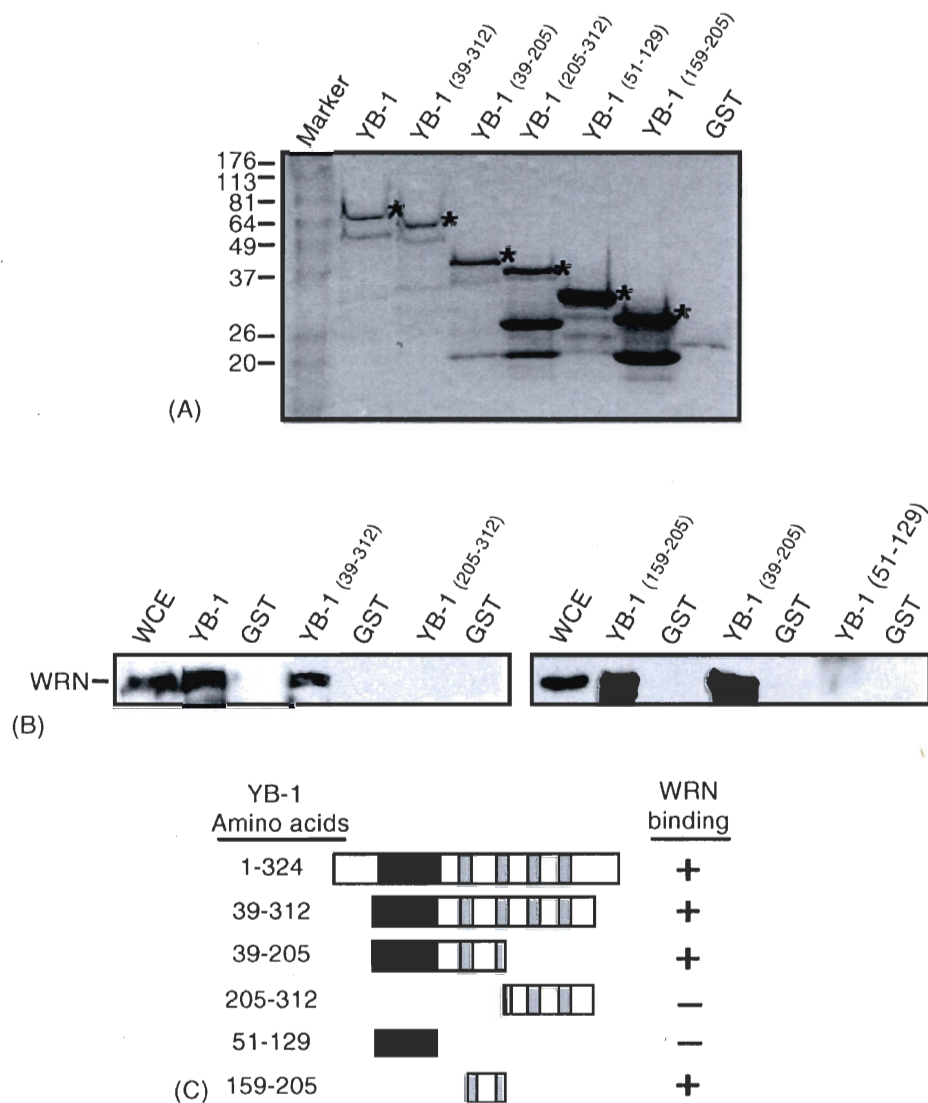 Marker YB-1 YB-1 (39-312) YB-1 (39-205) YB-1 (205-312) YB-1 (51-129) YB-1 (159-205) GST
176
113
81
64
49
37
26
20
* * * * * *
(A)
WCE YB-1 GST YB-1 (39-312) GST YB-1 (205-312) GST WCE YB-1 (159-205) GST YB-1 (39-205) GST YB-1 (51-129) GST
WRN
(B)
YB-1 WRN
Amino acids binding
1-324 +
39-312 +
39-205 +
205-312 –
51-129 –
(C) 159-205 +